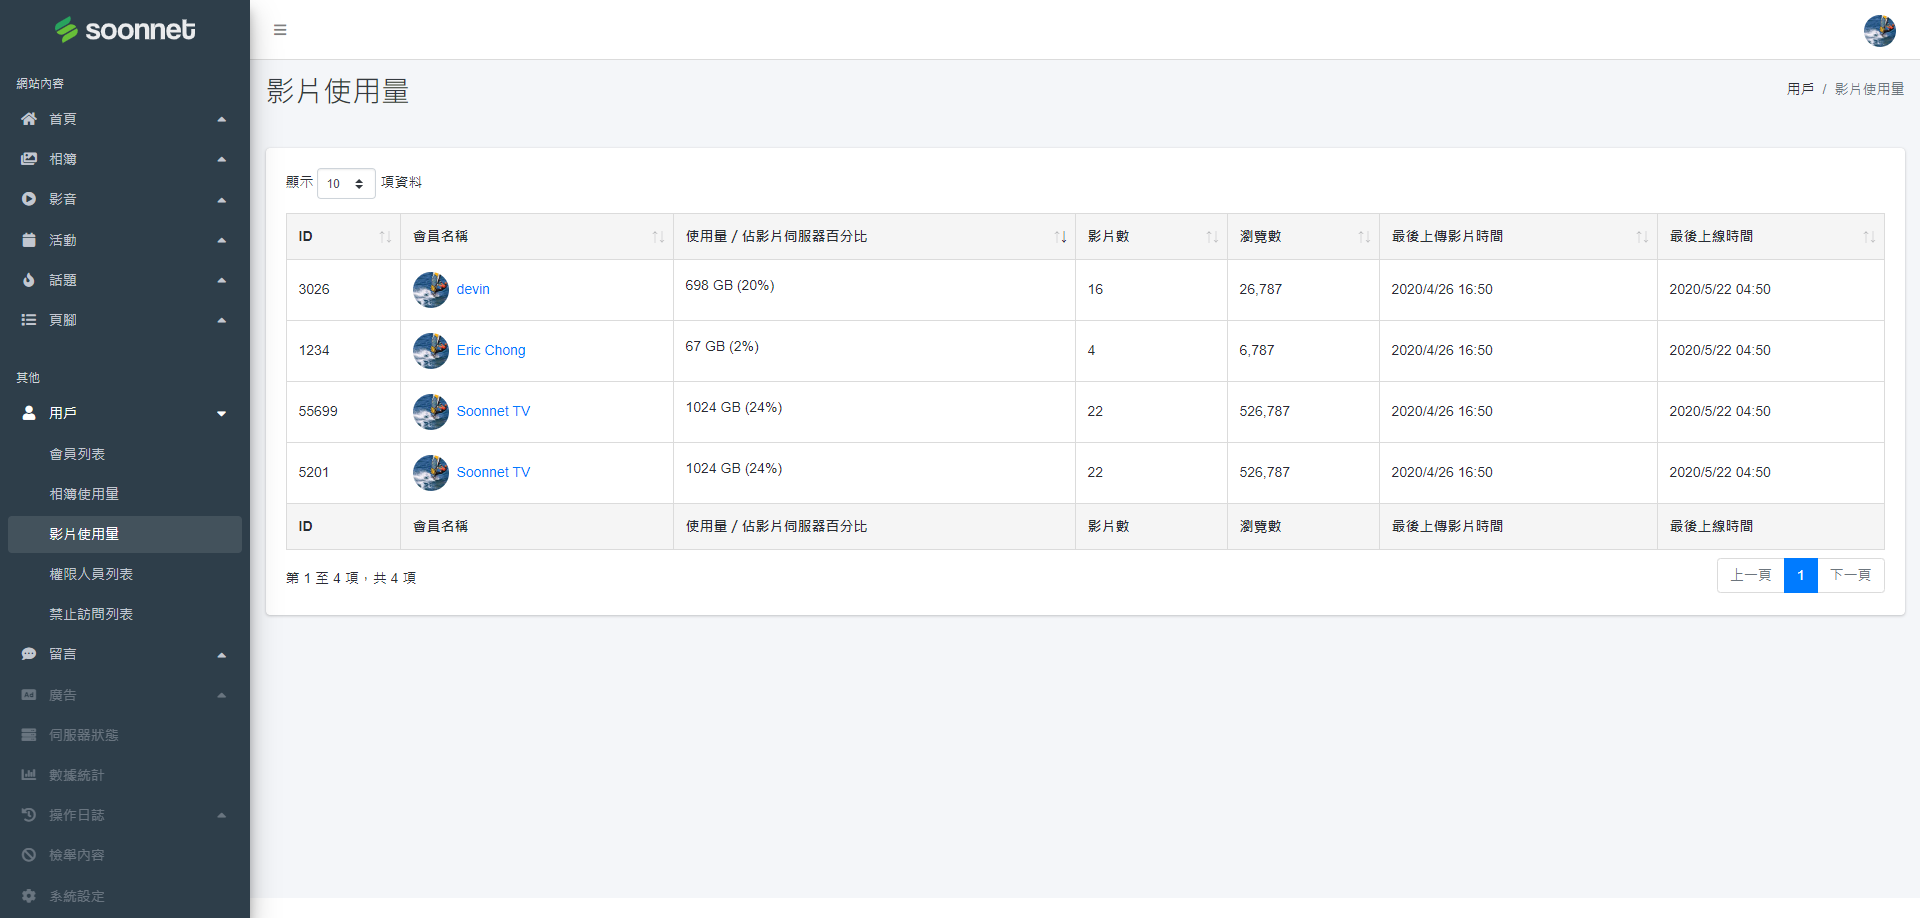 soonnet
網站內容
首頁
相簿
影音
活動
話題
頁腳
其他
用戶
會員列表
相簿使用量
影片使用量
權限人員列表
禁止訪問列表
留言
Ad 廣告
伺服器狀態
數據統計
操作日誌
檢舉內容
系統設定
影片使用量
用戶 / 影片使用量
顯示 10 項資料
ID 會員名稱 使用量 / 佔影片伺服器百分比 影片數 瀏覽數 最後上傳影片時間 最後上線時間
3026 devin 698 GB (20%) 16 26,787 2020/4/26 16:50 2020/5/22 04:50
1234 Eric Chong 67 GB (2%) 4 6,787 2020/4/26 16:50 2020/5/22 04:50
55699 Soonnet TV 1024 GB (24%) 22 526,787 2020/4/26 16:50 2020/5/22 04:50
5201 Soonnet TV 1024 GB (24%) 22 526,787 2020/4/26 16:50 2020/5/22 04:50
ID 會員名稱 使用量 / 佔影片伺服器百分比 影片數 瀏覽數 最後上傳影片時間 最後上線時間
第 1 至 4 項，共 4 項
上一頁 1 下一頁